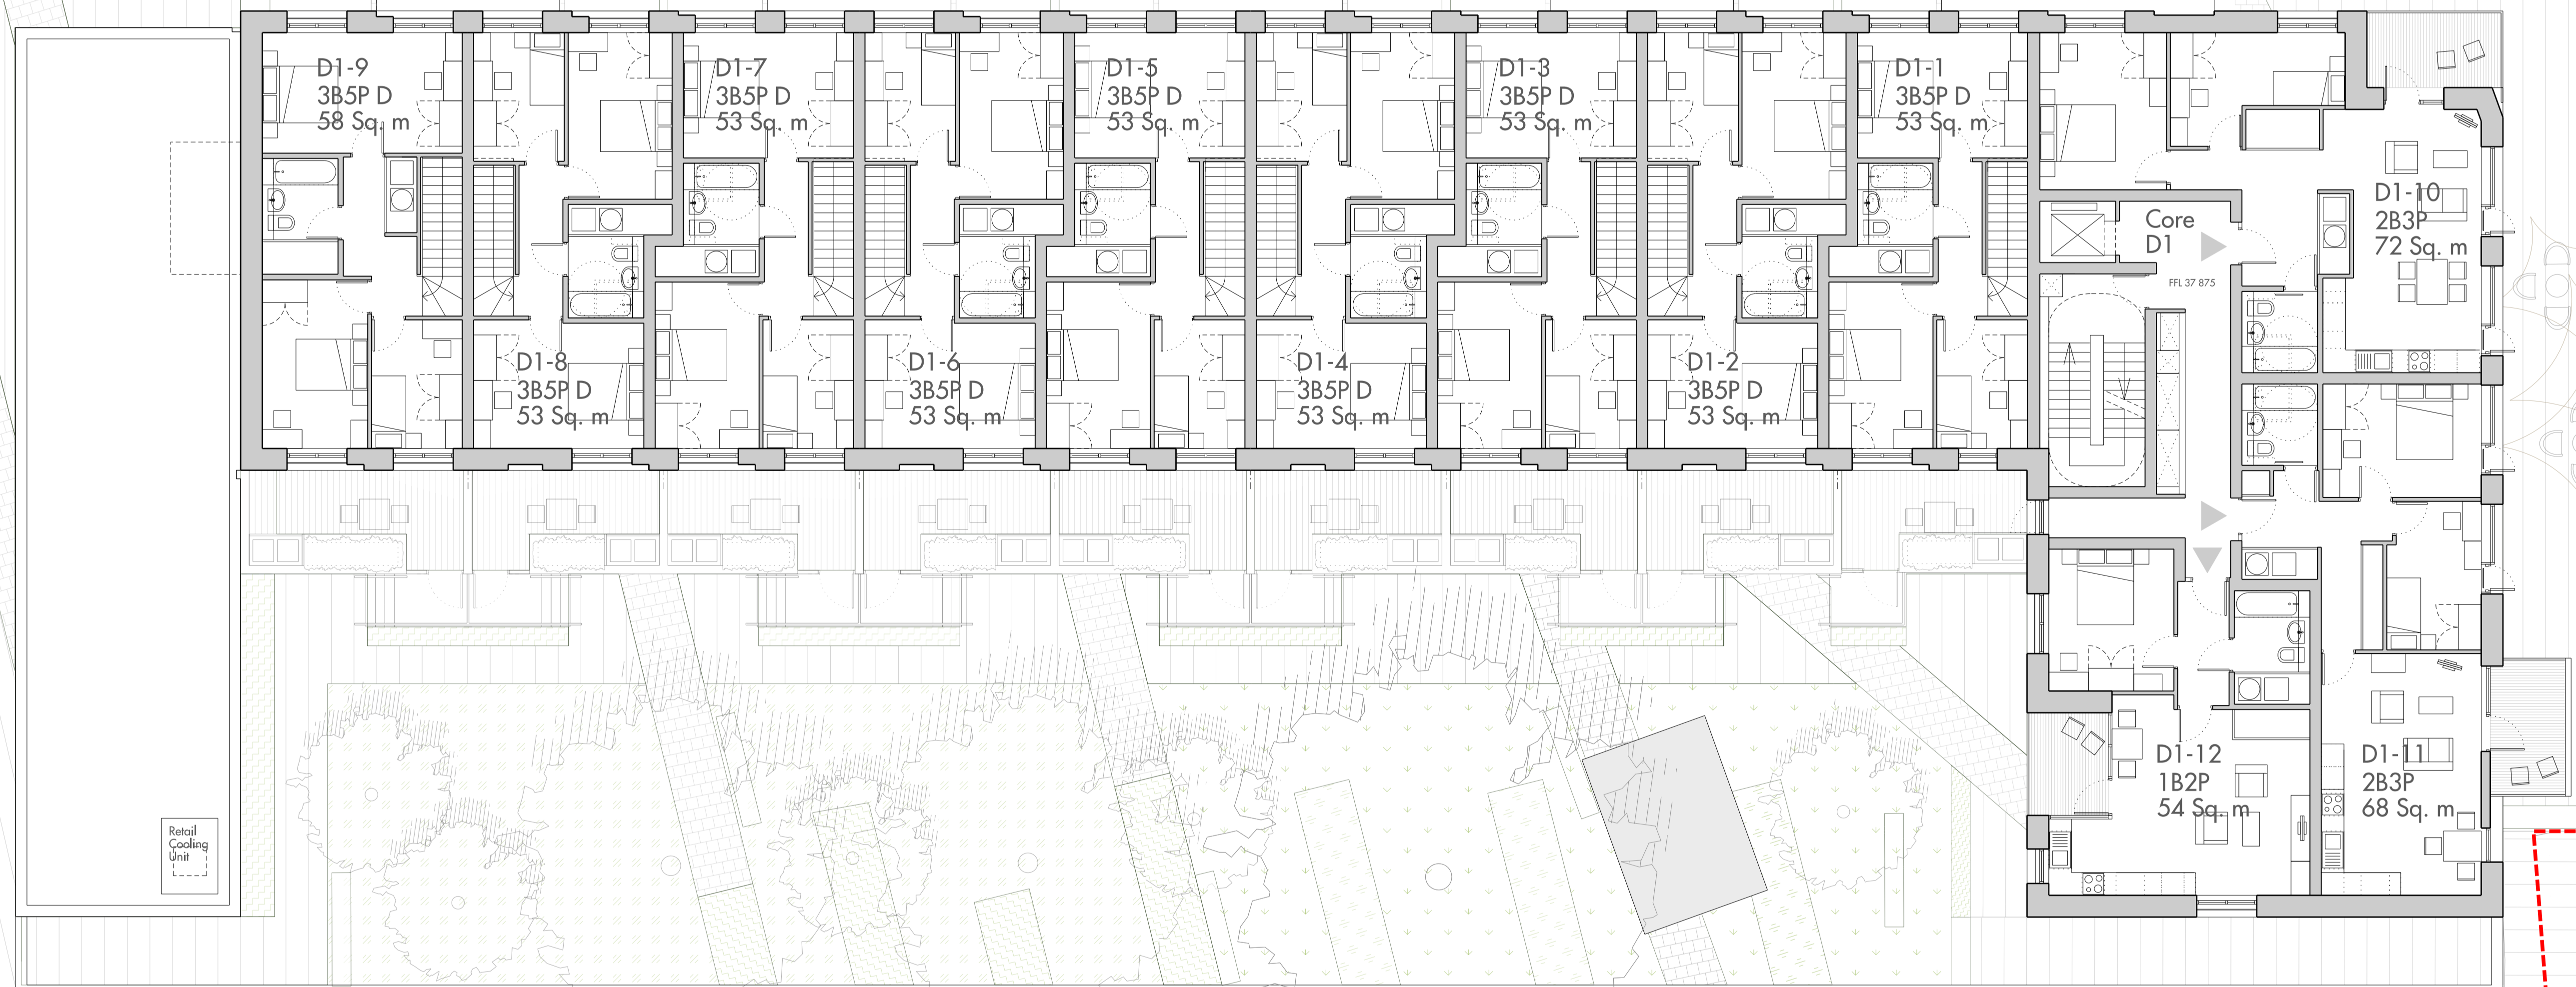 D1-9
3B5P D
58 Sq. m
D1-7
3B5P D
53 Sq. m
D1-5
3B5P D
53 Sq. m
D1-3
3B5P D
53 Sq. m
D1-1
3B5P D
53 Sq. m
D1-10
2B3P
72 Sq. m
Core
D1
FFL 37 875
D1-8
3B5P D
53 Sq. m
D1-6
3B5P D
53 Sq. m
D1-4
3B5P D
53 Sq. m
D1-2
3B5P D
53 Sq. m
D1-12
1B2P
54 Sq. m
D1-11
2B3P
68 Sq. m
Retail
Cooling
Unit